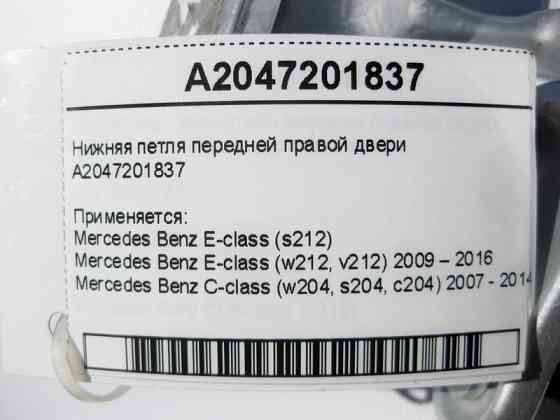 A2047201837
Нижняя петля передней правой двери
A2047201837
Применяется:
Mercedes Benz E-class (s212)
Mercedes Benz E-class (w212, v212) 2009 – 2016
Mercedes Benz C-class (w204, s204, c204) 2007 - 2014